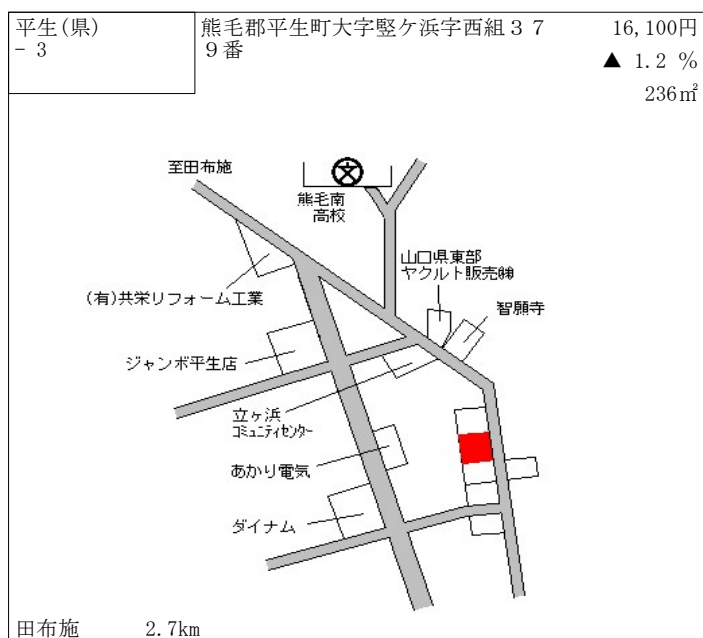 平生(県)
- 3
熊毛郡平生町大字竪ケ浜字西組３７
９番
16,100円
▲ 1.2 %
236㎡
至田布施
熊毛南
高校
山口県東部
ヤクルト販売㈱
智願寺
(有)共栄リフォーム工業
ジャンボ平生店
立ヶ浜
コミュニティセンター
あかり電気
ダイナム
田布施 2.7km